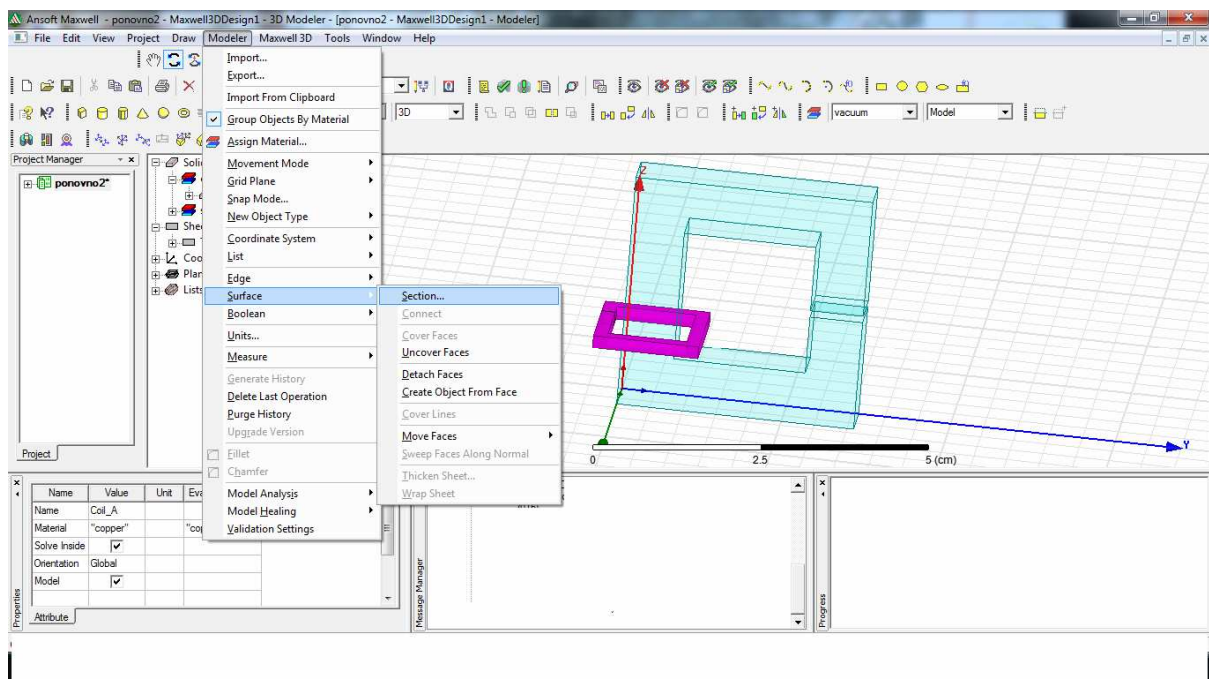 Ansoft Maxwell - ponovno2 - Maxwell3DDesign1 - 3D Modeler - [ponovno2 - Maxwell3DDesign1 - Modeler]
File Edit View Project Draw Modeler Maxwell 3D Tools Window Help
Import...
Export...
Import From Clipboard
Group Objects By Material
Assign Material...
Movement Mode
Grid Plane
Snap Mode...
New Object Type
Coordinate System
List
Edge
Surface
Boolean
Units...
Measure
Generate History
Delete Last Operation
Purge History
Upgrade Version
Fillet
Chamfer
Model Analysis
Model Healing
Validation Settings
Section...
Connect
Cover Faces
Uncover Faces
Detach Faces
Create Object From Face
Cover Lines
Move Faces
Sweep Faces Along Normal
Thicken Sheet...
Wrap Sheet
3D
vacuum
Model
Project Manager
ponovno2*
Project
Soli
She
Coo
Plan
Lists
Z
Y
0 2.5 5 (cm)
Name Value Unit Eva
Name Coil_A
Material "copper" "cop
Solve Inside
Orientation Global
Model
Attribute
Properties
Message Manager
Progress